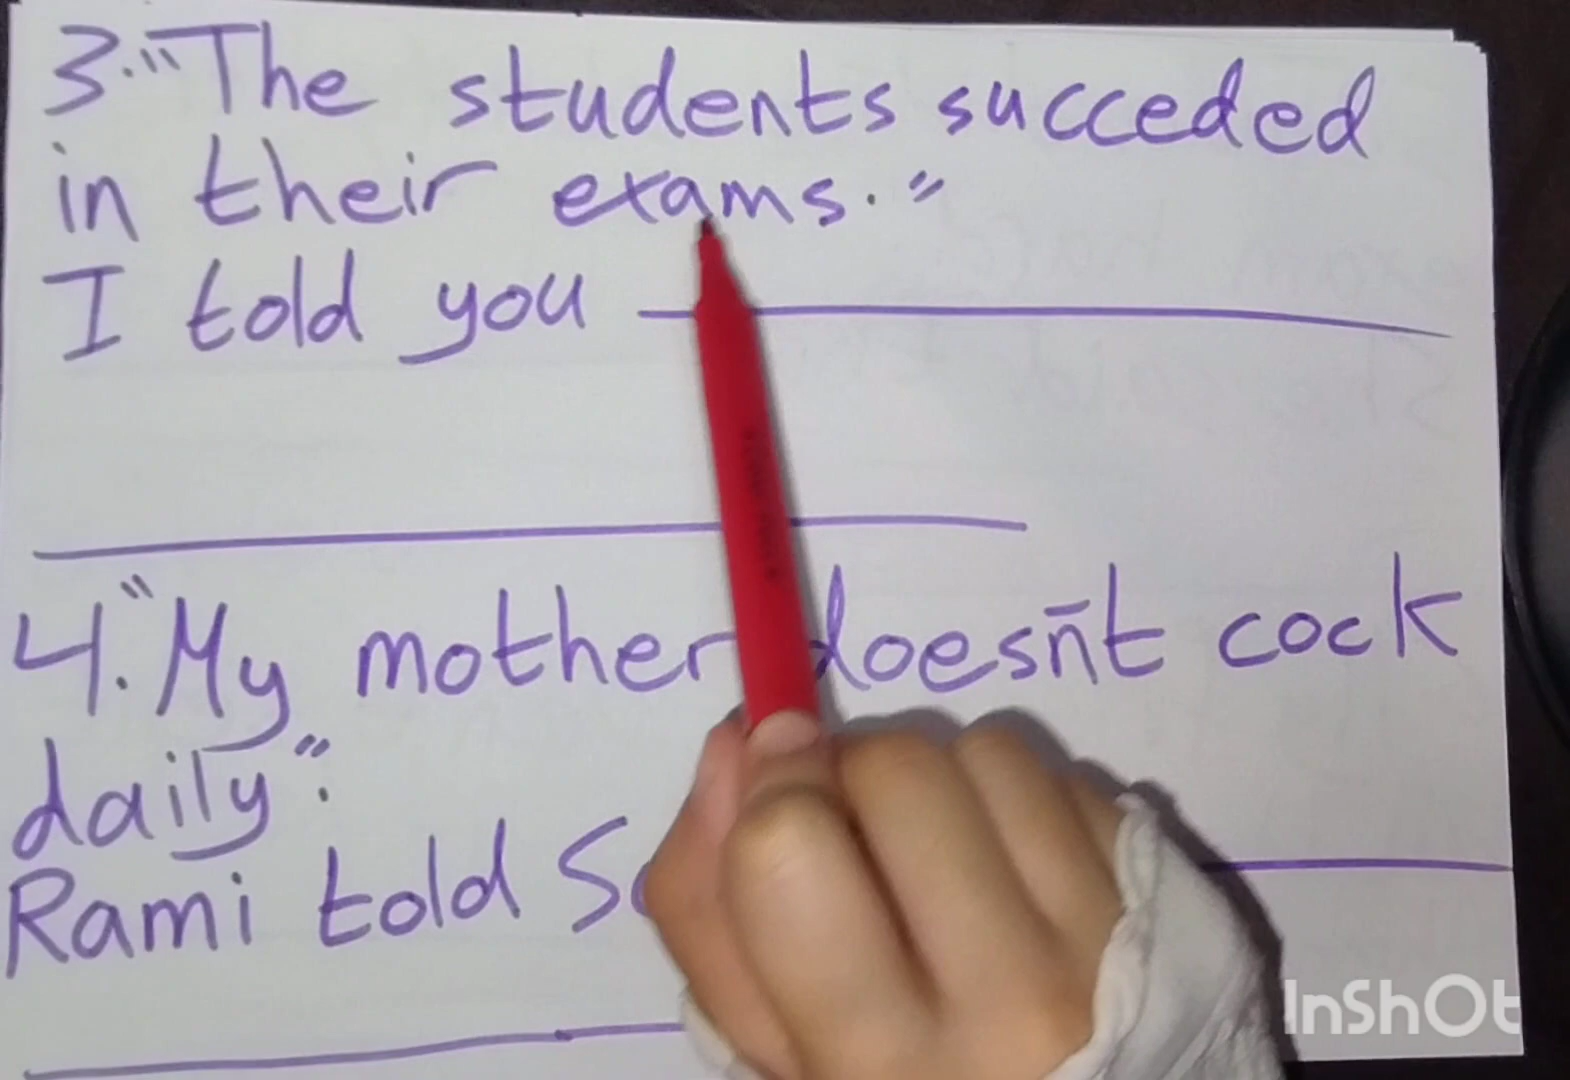 3. "The students succeded
in their exams."
I told you
4. "My mother doesn't cock
daily".
Rami told
InShOt